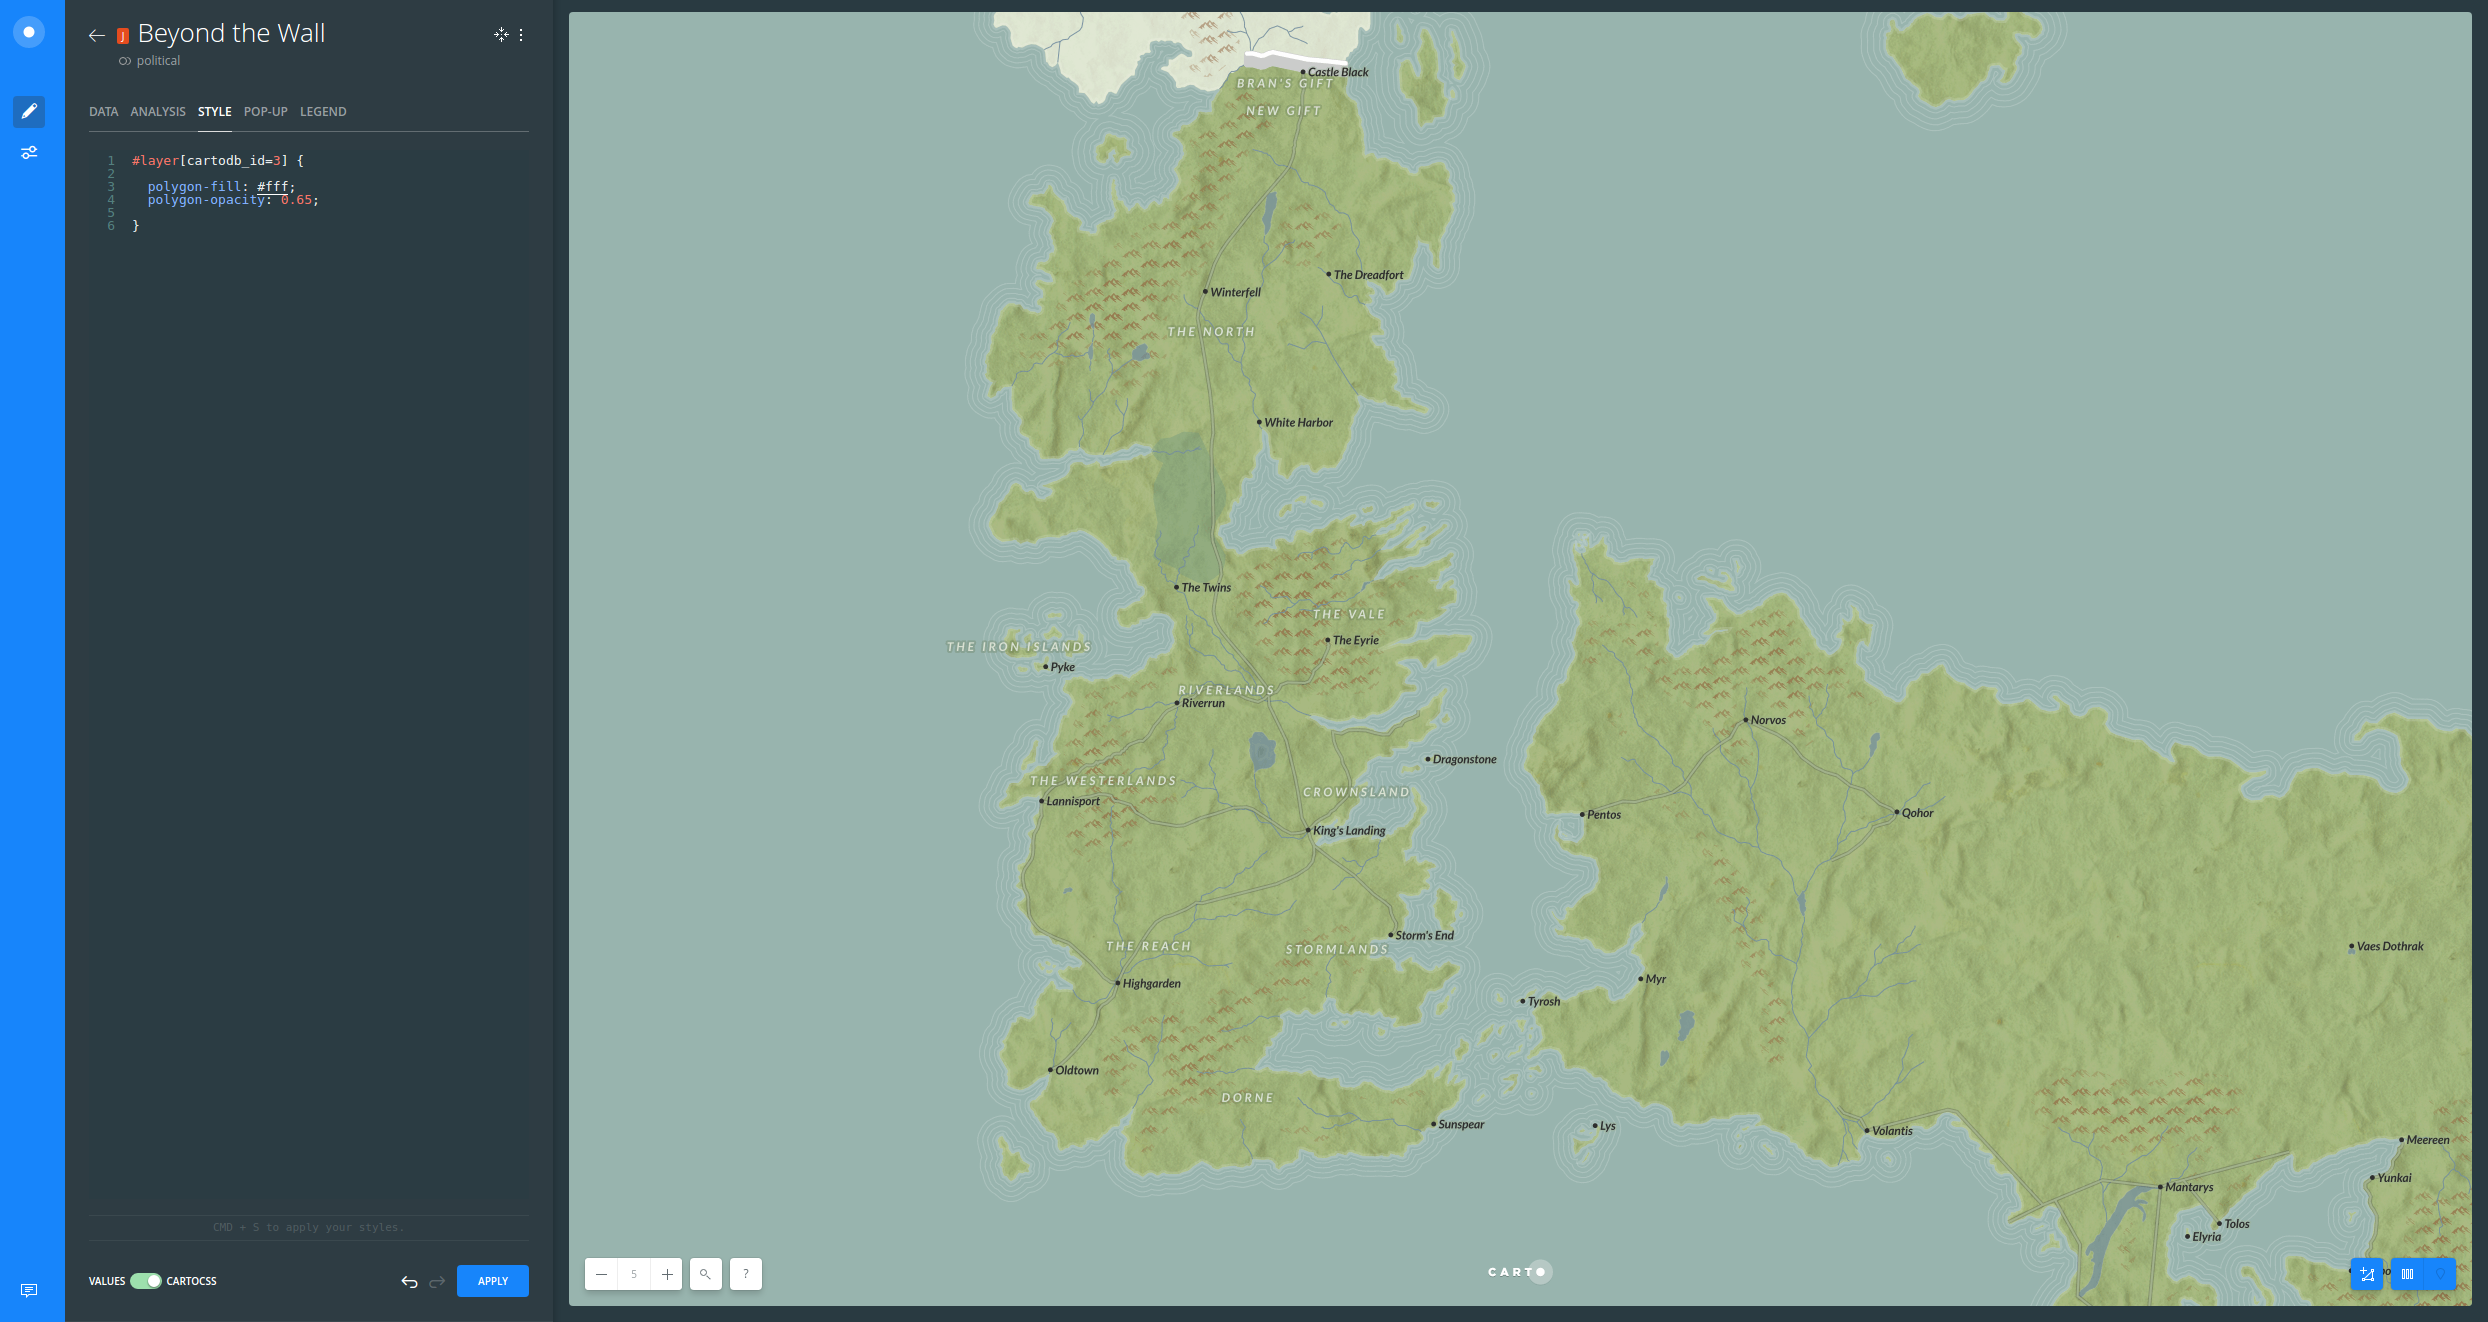 J Beyond the Wall
political
DATA ANALYSIS STYLE POP-UP LEGEND
1 #layer[cartodb_id=3] {
2
3 polygon-fill: #fff;
4 polygon-opacity: 0.65;
5
6 }
CMD + S to apply your styles.
VALUES CARTOCSS
APPLY
Castle Black
BRAN'S GIFT
NEW GIFT
The Dreadfort
Winterfell
THE NORTH
White Harbor
The Twins
THE VALE
The Eyrie
THE IRON ISLANDS
Pyke
RIVERLANDS
Riverrun
Norvos
Dragonstone
THE WESTERLANDS
CROWNSLAND
Lannisport
Pentos
Qohor
King's Landing
Storm's End
THE REACH
STORMLANDS
Vaes Dothrak
Myr
Highgarden
Tyrosh
Oldtown
DORNE
Sunspear
Lys
Volantis
Meereen
Yunkai
Mantarys
Tolos
Elyria
5
?
CARTO